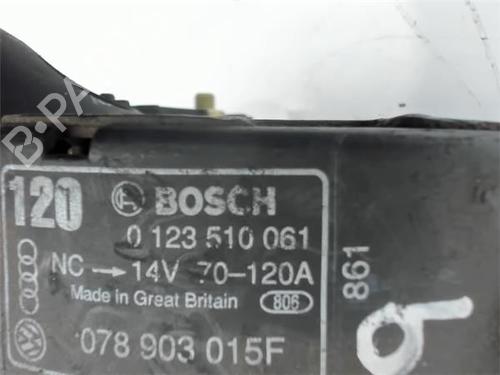 120 BOSCH
0 123 510 061
NC → 14V 70-120A
Made in Great Britain 806
078 903 015F
861
B-PARTS